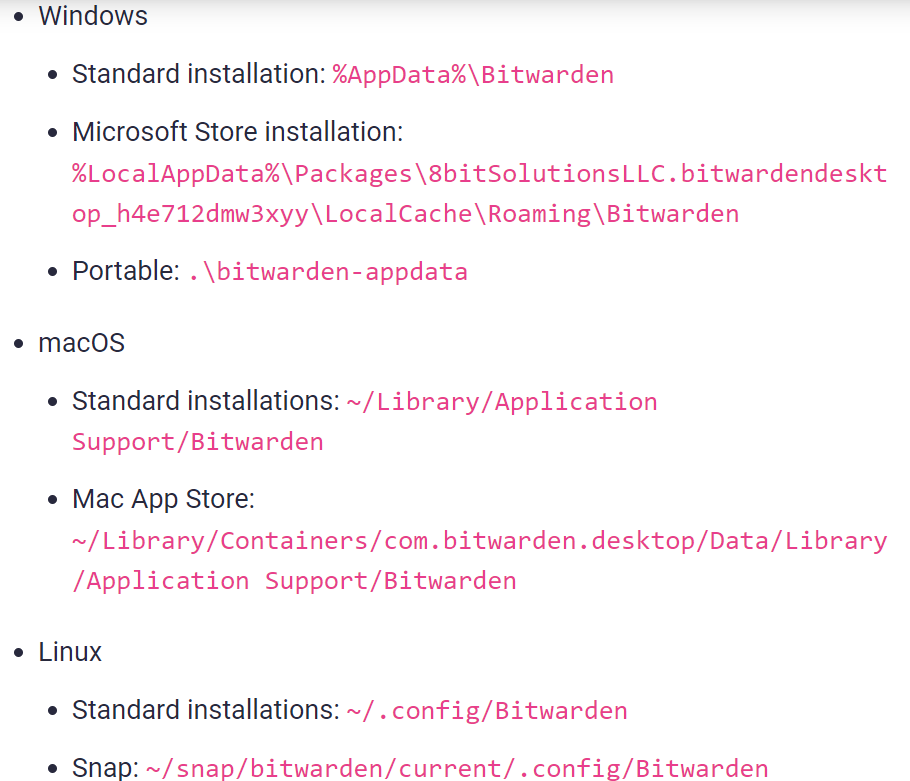 Windows
Standard installation: %AppData%\Bitwarden
Microsoft Store installation:
%LocalAppData%\Packages\8bitSolutionsLLC.bitwardendeskt
op_h4e712dmw3xyy\LocalCache\Roaming\Bitwarden
Portable: .\bitwarden-appdata
macOS
Standard installations: ~/Library/Application
Support/Bitwarden
Mac App Store:
~/Library/Containers/com.bitwarden.desktop/Data/Library
/Application Support/Bitwarden
Linux
Standard installations: ~/.config/Bitwarden
Snap: ~/snap/bitwarden/current/.config/Bitwarden